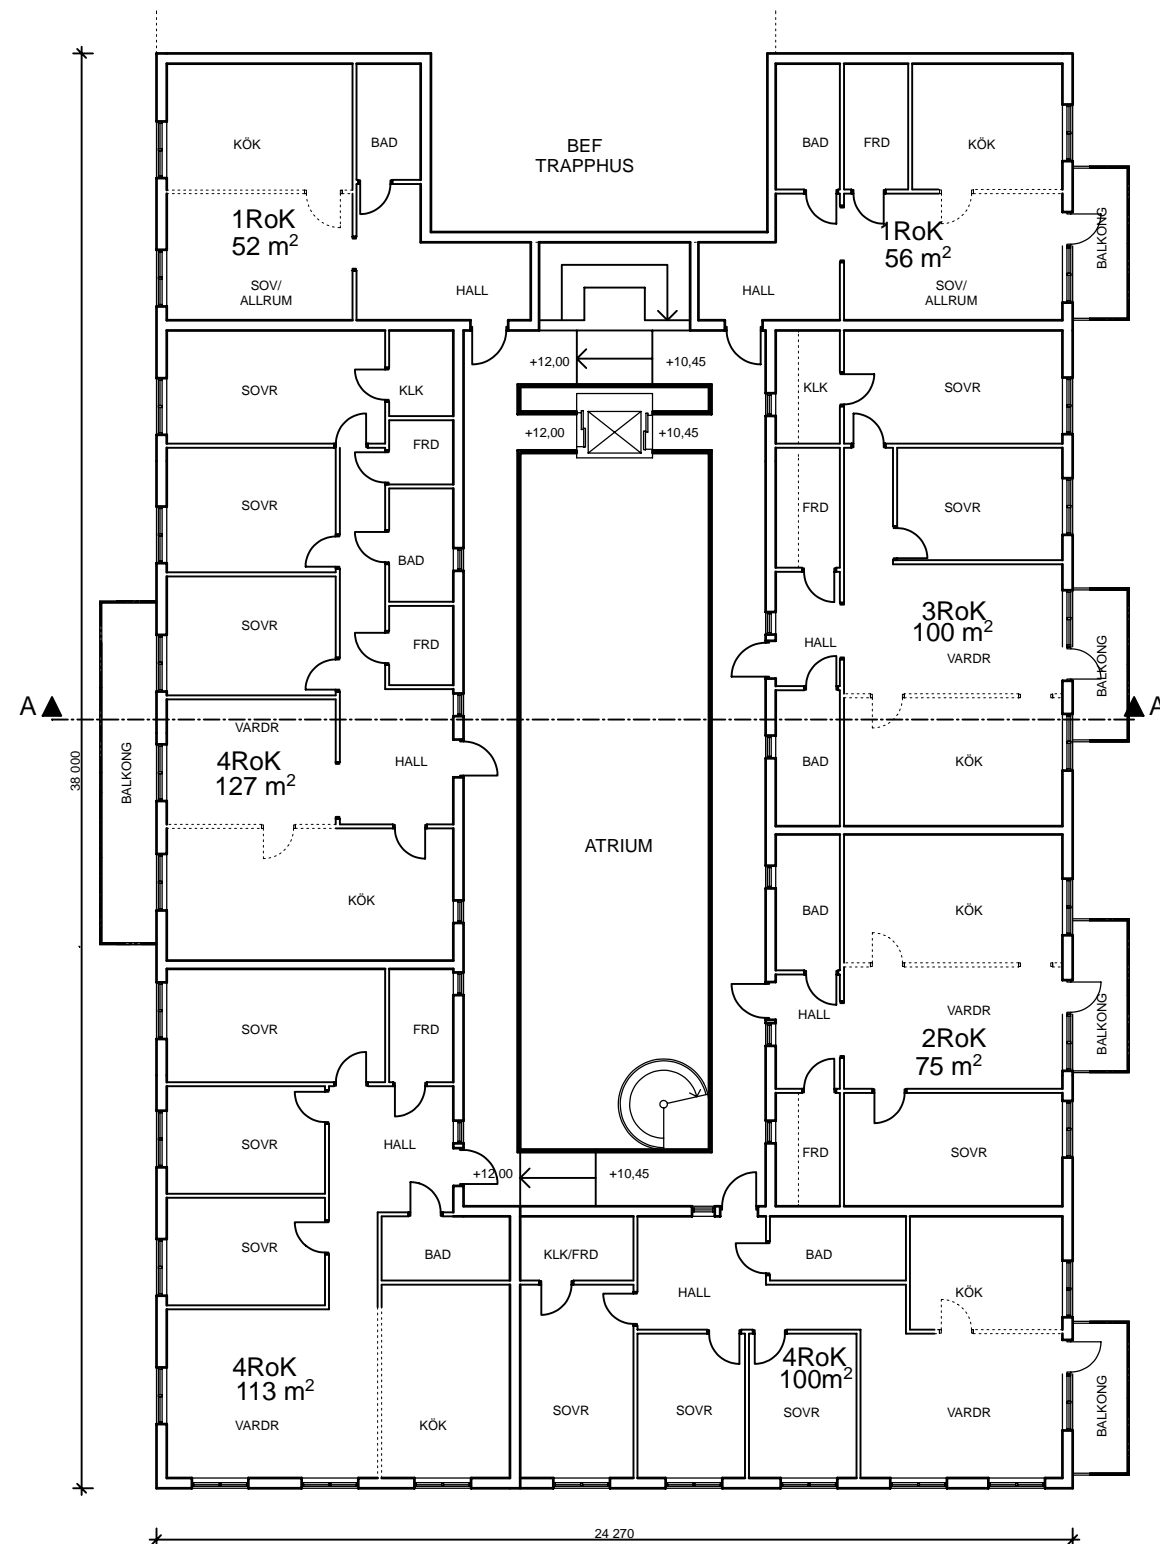 BEF
TRAPPHUS
KÖK
BAD
1RoK
52 m²
SOV/
ALLRUM
HALL
BAD
FRD
KÖK
1RoK
56 m²
SOV/
ALLRUM
HALL
BALKONG
+12,00
+10,45
+12,00
+10,45
SOVR
KLK
FRD
SOVR
BAD
SOVR
FRD
VARDR
4RoK
127 m²
HALL
KÖK
BALKONG
KLK
SOVR
FRD
SOVR
3RoK
100 m²
HALL
VARDR
BALKONG
BAD
KÖK
A
A
38 000
ATRIUM
BAD
KÖK
VARDR
HALL
2RoK
75 m²
BALKONG
FRD
SOVR
SOVR
FRD
SOVR
HALL
SOVR
BAD
4RoK
113 m²
VARDR
KÖK
+12,00
+10,45
KLK/FRD
BAD
HALL
KÖK
4RoK
100m²
SOVR
SOVR
SOVR
VARDR
BALKONG
24 270